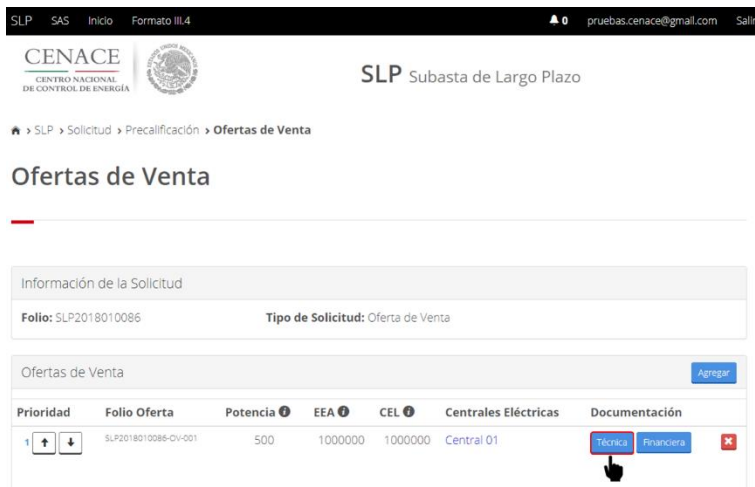 SLP SAS Inicio Formato III.4 0 pruebas.cenace@gmail.com Salir
CENACE
CENTRO NACIONAL
DE CONTROL DE ENERGÍA
ESTADOS UNIDOS MEXICANOS
SLP Subasta de Largo Plazo
> SLP > Solicitud > Precalificación > Ofertas de Venta
Ofertas de Venta
Información de la Solicitud
Folio: SLP2018010086 Tipo de Solicitud: Oferta de Venta
Ofertas de Venta Agregar
Prioridad Folio Oferta Potencia EEA CEL Centrales Eléctricas Documentación
1 SLP2018010086-OV-001 500 1000000 1000000 Central 01 Técnica Financiera